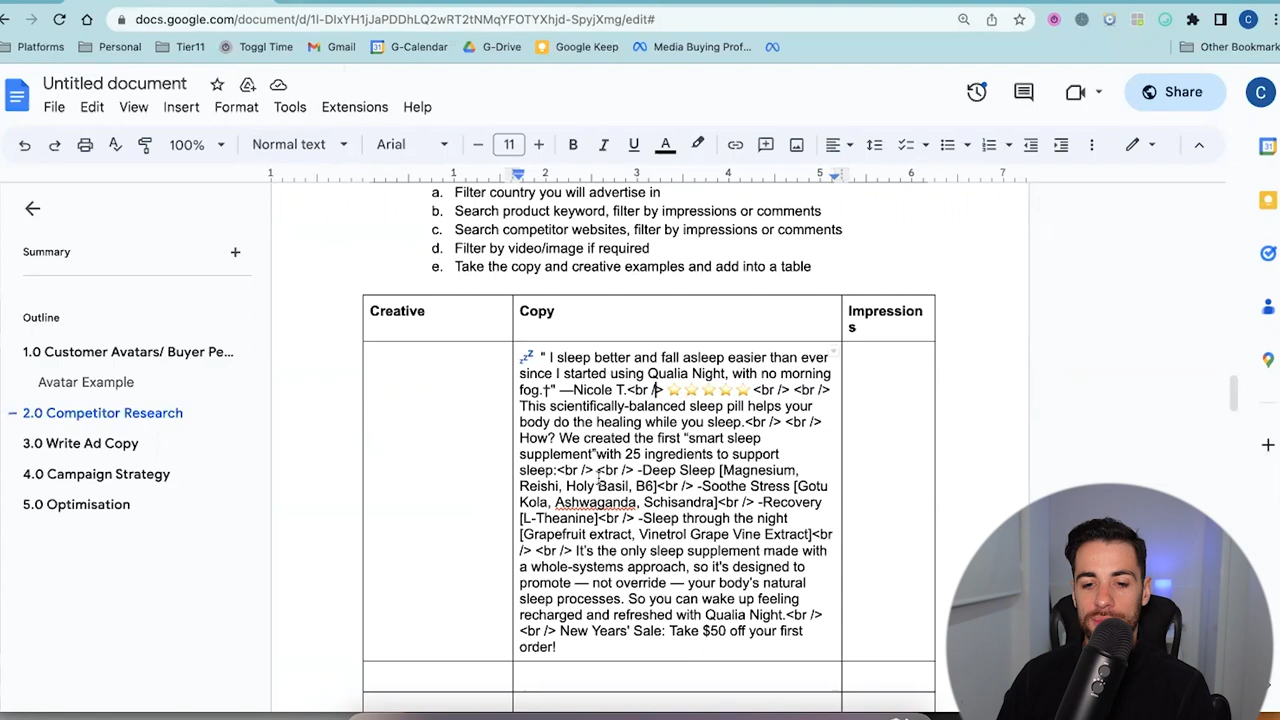 docs.google.com/document/d/1I-DIxYH1jJaPDDhLQ2wRT2tNMqYFOTYXhjd-SpyjXmg/edit#
Platforms Personal Tier11 Toggl Time Gmail G-Calendar G-Drive Google Keep Media Buying Prof... Other Bookmark
Untitled document
File Edit View Insert Format Tools Extensions Help
Share
C
100% Normal text Arial 11
1 1 2 3 4 5 6 7
Summary
Outline
1.0 Customer Avatars/ Buyer Pe...
Avatar Example
2.0 Competitor Research
3.0 Write Ad Copy
4.0 Campaign Strategy
5.0 Optimisation
a. Filter country you will advertise in
b. Search product keyword, filter by impressions or comments
c. Search competitor websites, filter by impressions or comments
d. Filter by video/image if required
e. Take the copy and creative examples and add into a table
Creative Copy Impression
s
💤 " I sleep better and fall asleep easier than ever
since I started using Qualia Night, with no morning
fog.†" —Nicole T.<br /> ⭐⭐⭐⭐⭐ <br /> <br />
This scientifically-balanced sleep pill helps your
body do the healing while you sleep.<br /> <br />
How? We created the first “smart sleep
supplement”with 25 ingredients to support
sleep:<br /> <br /> -Deep Sleep [Magnesium,
Reishi, Holy Basil, B6]<br /> -Soothe Stress [Gotu
Kola, Ashwaganda, Schisandra]<br /> -Recovery
[L-Theanine]<br /> -Sleep through the night
[Grapefruit extract, Vinetrol Grape Vine Extract]<br
/> <br /> It’s the only sleep supplement made with
a whole-systems approach, so it's designed to
promote — not override — your body’s natural
sleep processes. So you can wake up feeling
recharged and refreshed with Qualia Night.<br />
<br /> New Years' Sale: Take $50 off your first
order!